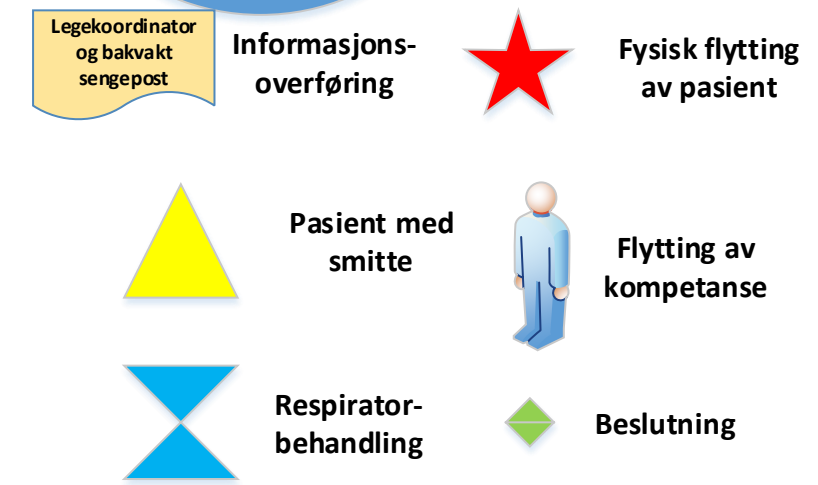 Legekoordinator
og bakvakt
sengepost
Informasjons-
overføring
Fysisk flytting
av pasient
Pasient med
smitte
Flytting av
kompetanse
Respirator-
behandling
Beslutning